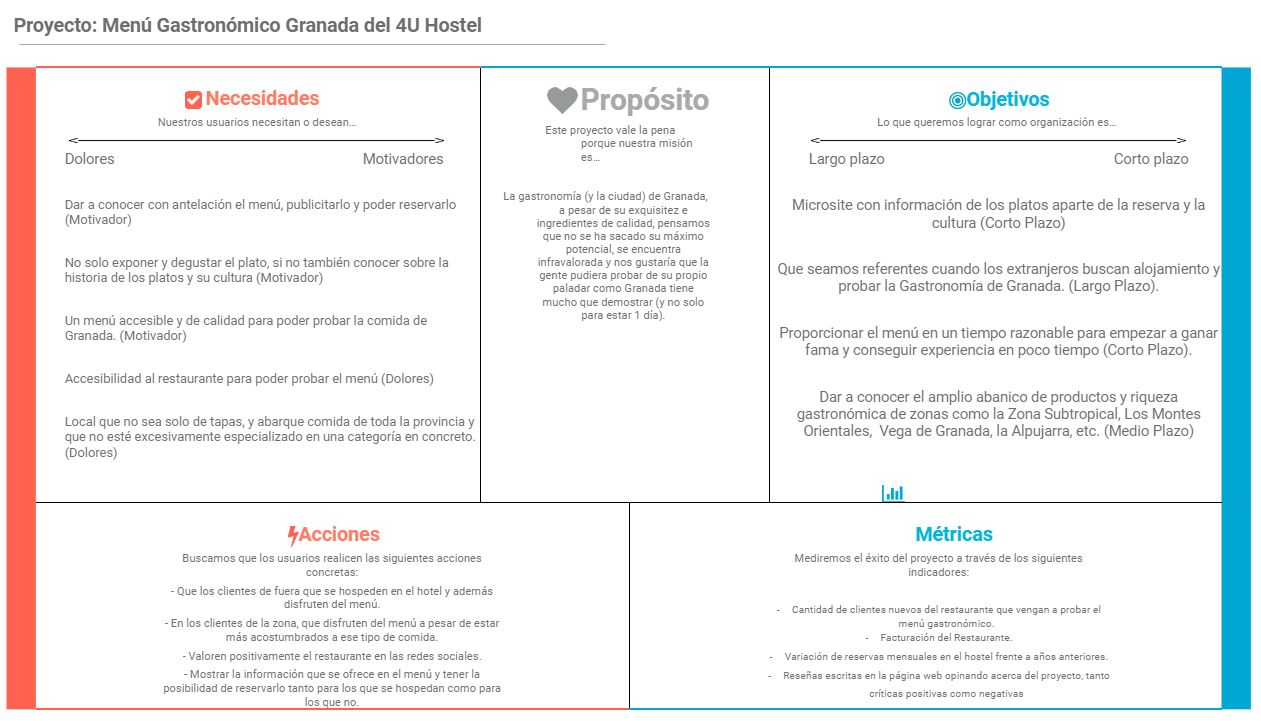 Proyecto: Menú Gastronómico Granada del 4U Hostel
Necesidades
Nuestros usuarios necesitan o desean...
Dolores
Motivadores
Dar a conocer con antelación el menú, publicitarlo y poder reservarlo
(Motivador)
No solo exponer y degustar el plato, si no también conocer sobre la
historia de los platos y su cultura (Motivador)
Un menú accesible y de calidad para poder probar la comida de
Granada. (Motivador)
Accesibilidad al restaurante para poder probar el menú (Dolores)
Local que no sea solo de tapas, y abarque comida de toda la provincia y
que no esté excesivamente especializado en una categoría en concreto.
(Dolores)
Propósito
Este proyecto vale la pena
porque nuestra misión
es...
La gastronomía (y la ciudad) de Granada,
a pesar de su exquisitez e
ingredientes de calidad, pensamos
que no se ha sacado su máximo
potencial, se encuentra
infravalorada y nos gustaría que la
gente pudiera probar de su propio
paladar como Granada tiene
mucho que demostrar (y no solo
para estar 1 día).
Objetivos
Lo que queremos lograr como organización es...
Largo plazo
Corto plazo
Microsite con información de los platos aparte de la reserva y la
cultura (Corto Plazo)
Que seamos referentes cuando los extranjeros buscan alojamiento y
probar la Gastronomía de Granada. (Largo Plazo).
Proporcionar el menú en un tiempo razonable para empezar a ganar
fama y conseguir experiencia en poco tiempo (Corto Plazo).
Dar a conocer el amplio abanico de productos y riqueza
gastronómica de zonas como la Zona Subtropical, Los Montes
Orientales, Vega de Granada, la Alpujarra, etc. (Medio Plazo)
Acciones
Buscamos que los usuarios realicen las siguientes acciones
concretas:
- Que los clientes de fuera que se hospeden en el hotel y además
disfruten del menú.
- En los clientes de la zona, que disfruten del menú a pesar de estar
más acostumbrados a ese tipo de comida.
- Valoren positivamente el restaurante en las redes sociales.
- Mostrar la información que se ofrece en el menú y tener la
posibilidad de reservarlo tanto para los que se hospedan como para
los que no.
Métricas
Mediremos el éxito del proyecto a través de los siguientes
indicadores:
- Cantidad de clientes nuevos del restaurante que vengan a probar el
menú gastronómico.
- Facturación del Restaurante.
- Variación de reservas mensuales en el hostel frente a años anteriores.
- Reseñas escritas en la página web opinando acerca del proyecto, tanto
críticas positivas como negativas